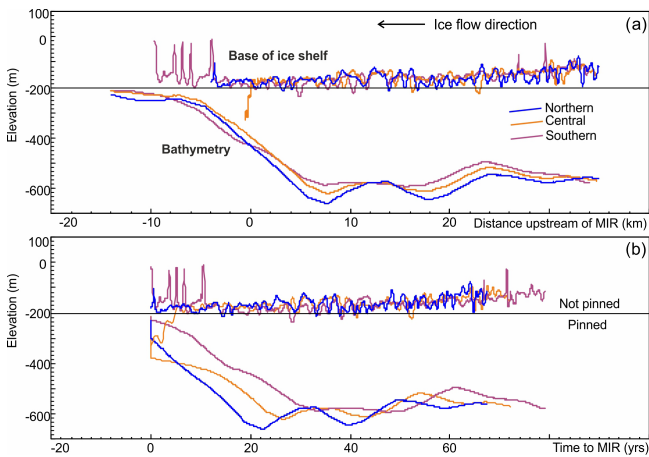 100
0
-200
-400
-600
Elevation (m)
Ice flow direction
(a)
Base of ice shelf
Northern
Central
Southern
Bathymetry
-20
-10
0
10
20
Distance upstream of MIR (km)
100
0
-200
-400
-600
Elevation (m)
(b)
Not pinned
Pinned
-20
0
20
40
60
Time to MIR (yrs)